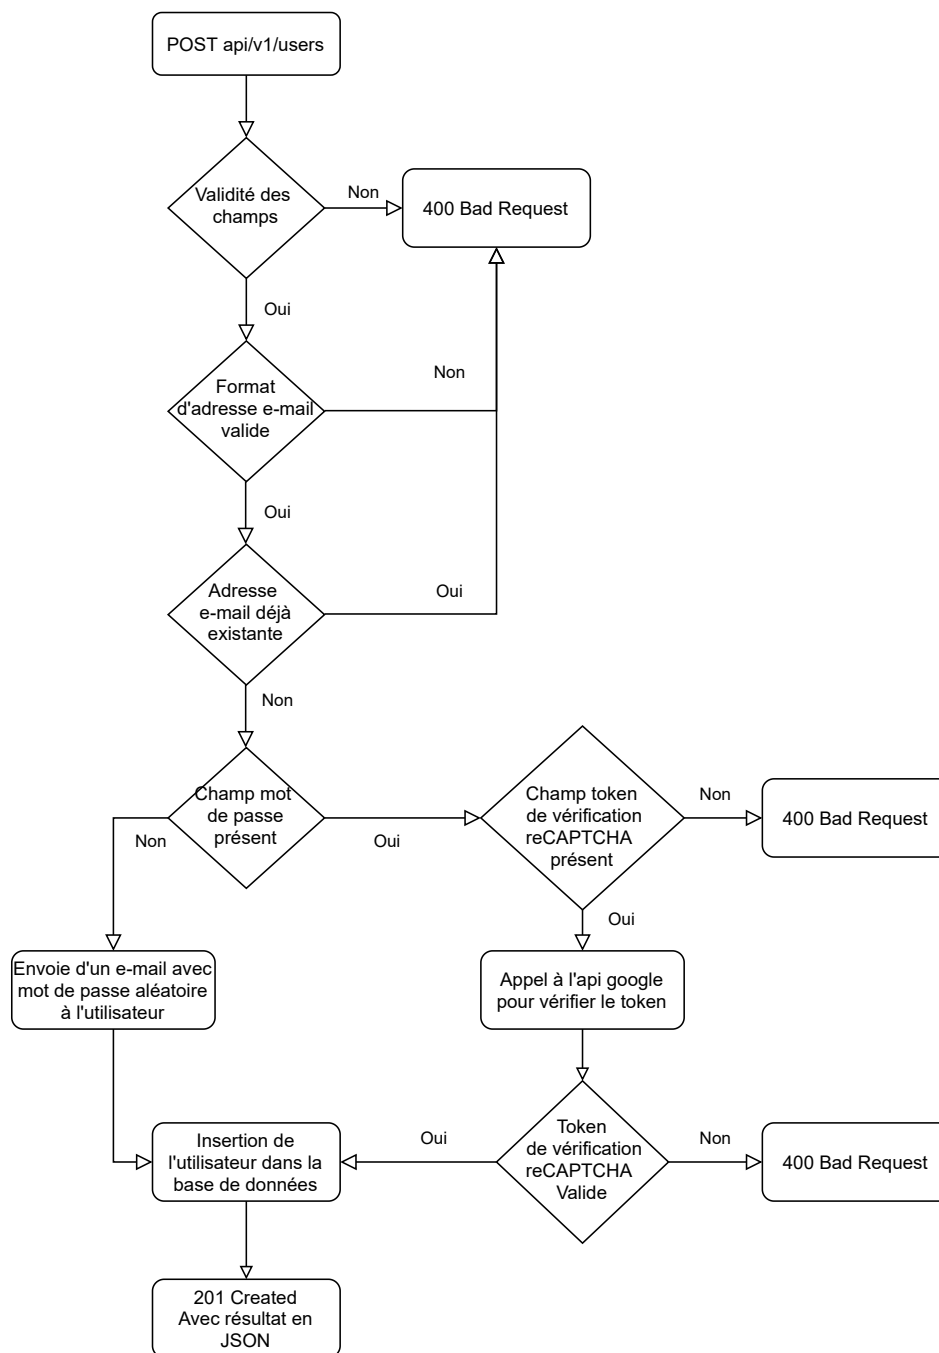 POST api/v1/users
Validité des
champs
Non
400 Bad Request
Oui
Format
d'adresse e-mail
valide
Non
Oui
Adresse
e-mail déjà
existante
Oui
Non
Champ mot
de passe
présent
Non
Oui
Champ token
de vérification
reCAPTCHA
présent
Non
400 Bad Request
Oui
Envoie d'un e-mail avec
mot de passe aléatoire
à l'utilisateur
Appel à l'api google
pour vérifier le token
Insertion de
l'utilisateur dans la
base de données
Oui
Token
de vérification
reCAPTCHA
Valide
Non
400 Bad Request
201 Created
Avec résultat en
JSON